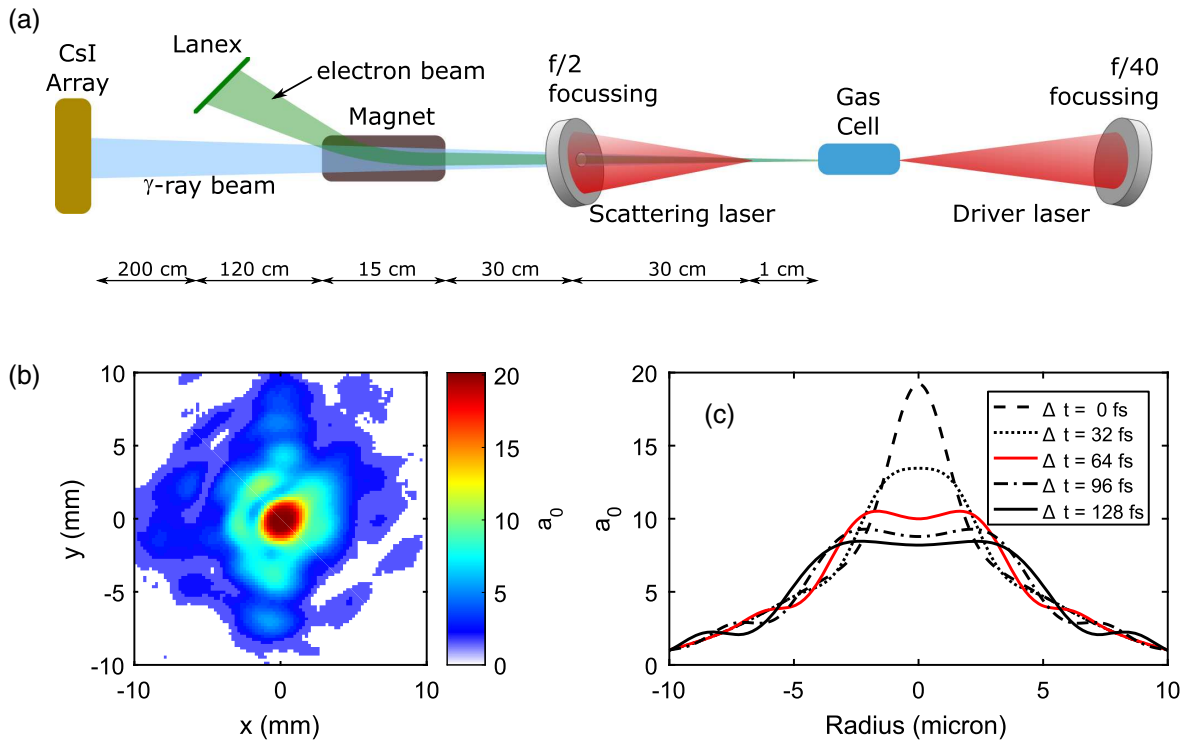 (a)
CsI
Array
Lanex
electron beam
Magnet
f/2
focussing
Gas
Cell
f/40
focussing
γ-ray beam
Scattering laser
Driver laser
200 cm
120 cm
15 cm
30 cm
30 cm
1 cm
(b)
10
5
0
-5
-10
y (mm)
-10
0
10
x (mm)
20
15
10
5
0
a0
(c)
20
15
10
5
0
a0
Δ t = 0 fs
Δ t = 32 fs
Δ t = 64 fs
Δ t = 96 fs
Δ t = 128 fs
-10
-5
0
5
10
Radius (micron)